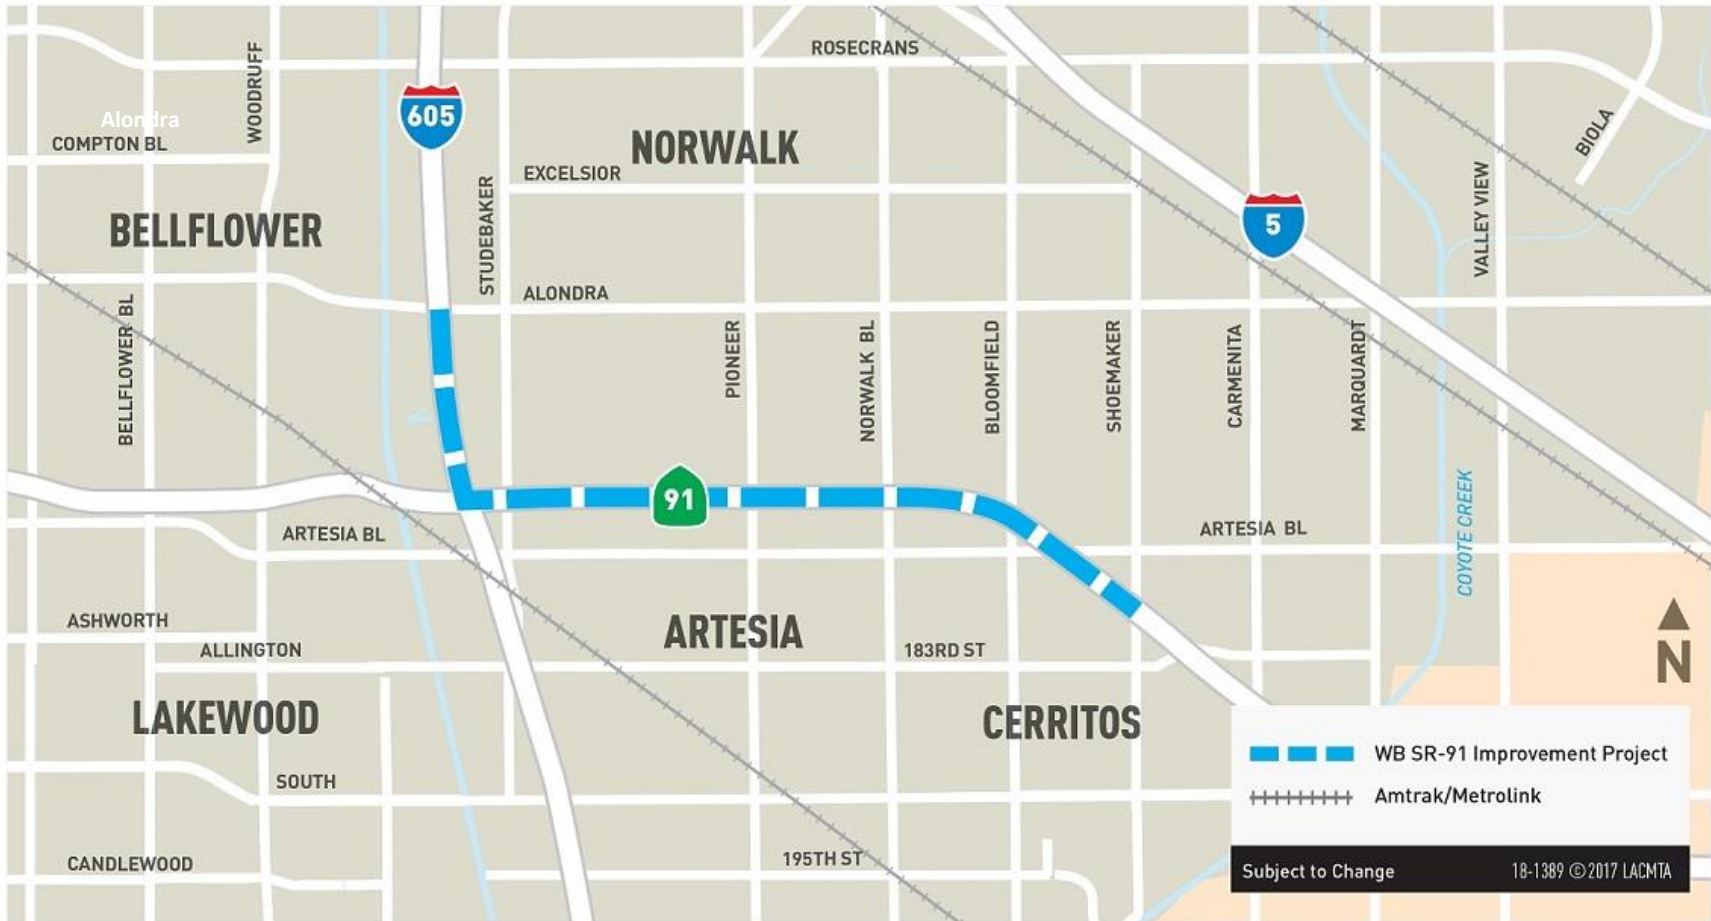 ROSECRANS
WOODRUFF
605
Alondra
COMPTON BL
NORWALK
BIOLA
EXCELSIOR
STUDEBAKER
VALLEY VIEW
BELLFLOWER
5
ALONDRA
BELLFLOWER BL
PIONEER
NORWALK BL
BLOOMFIELD
SHOEMAKER
CARMENITA
MARQUARDT
91
COYOTE CREEK
ARTESIA BL
ARTESIA BL
ASHWORTH
ARTESIA
ALLINGTON
183RD ST
N
LAKEWOOD
CERRITOS
WB SR-91 Improvement Project
SOUTH
Amtrak/Metrolink
CANDLEWOOD
195TH ST
Subject to Change
18-1389 ©2017 LACMTA